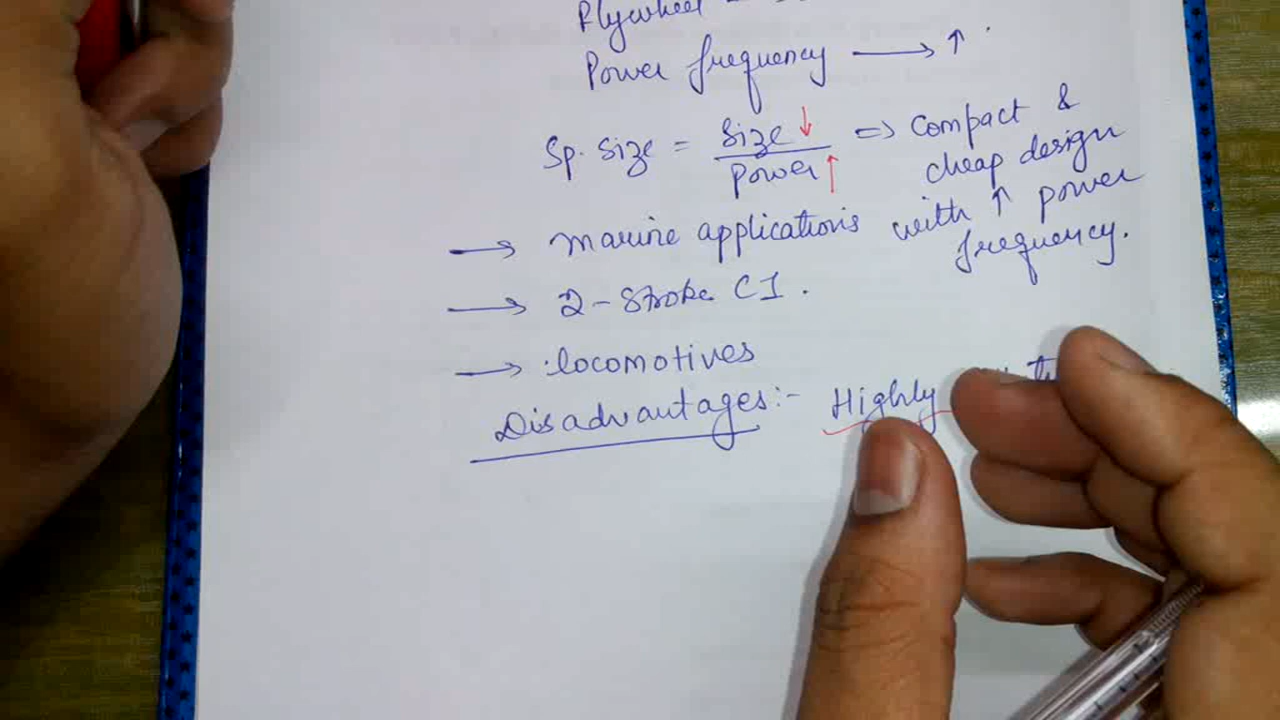 Flywheel -
Power frequency → ↑
Sp. Size = Size ↓ / Power ↑ => Compact & cheap design with ↑ power frequency.
→ marine applications
→ 2-stroke CI.
→ locomotives
Disadvantages:- Highly